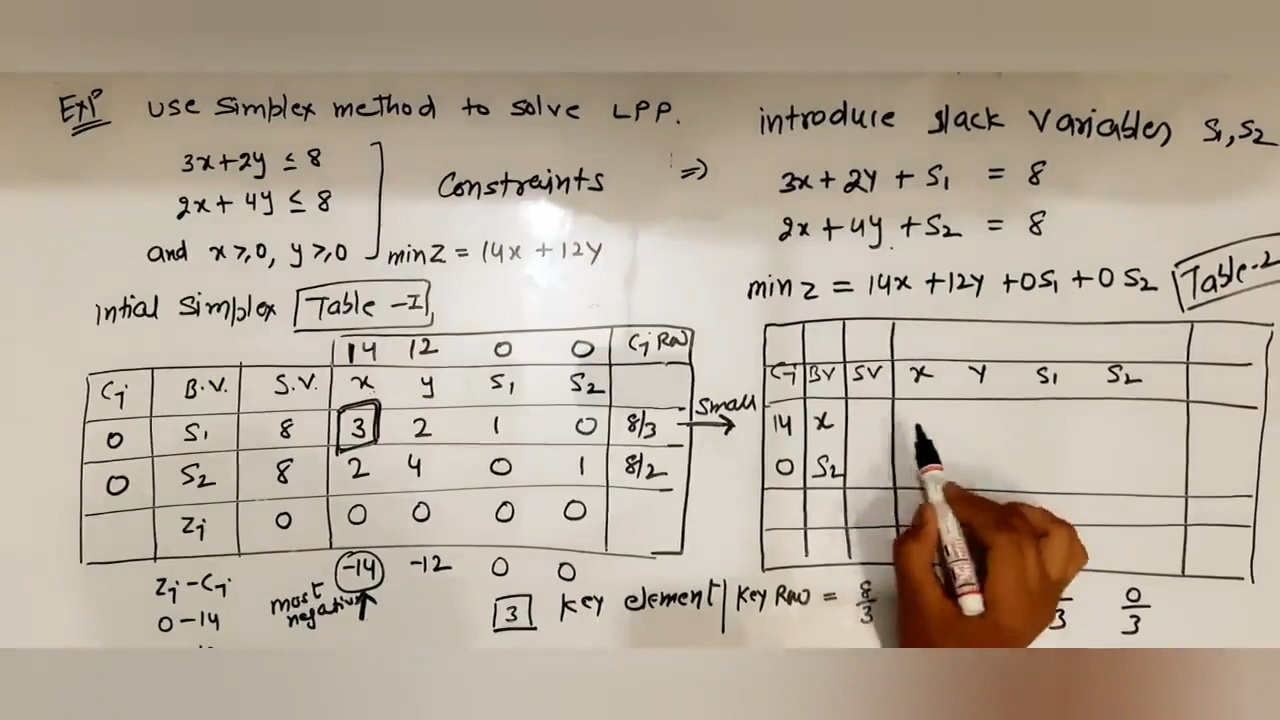 Exp Use Simplex method to solve LPP.
3x+2y ≤ 8
2x+4y ≤ 8
and x≥0, y≥0
Constraints
min Z = 14x+12y
=>
introduce slack Variables S1,S2
3x+2y+S1 = 8
2x+4y+S2 = 8
min z = 14x+12y+0S1+0S2
Intial Simplex Table-I
14 12 0 0 Cj Row
Cj B.V. S.V. x y S1 S2
0 S1 8 3 2 1 0 8/3
0 S2 8 2 4 0 1 8/2
Zj 0 0 0 0 0
Zj-Cj -14 -12 0 0
0-14
most negative
Small
Table-2
Cj BV SV x y S1 S2
14 x
0 S2
3 key element / key Row = 8/3 0/3